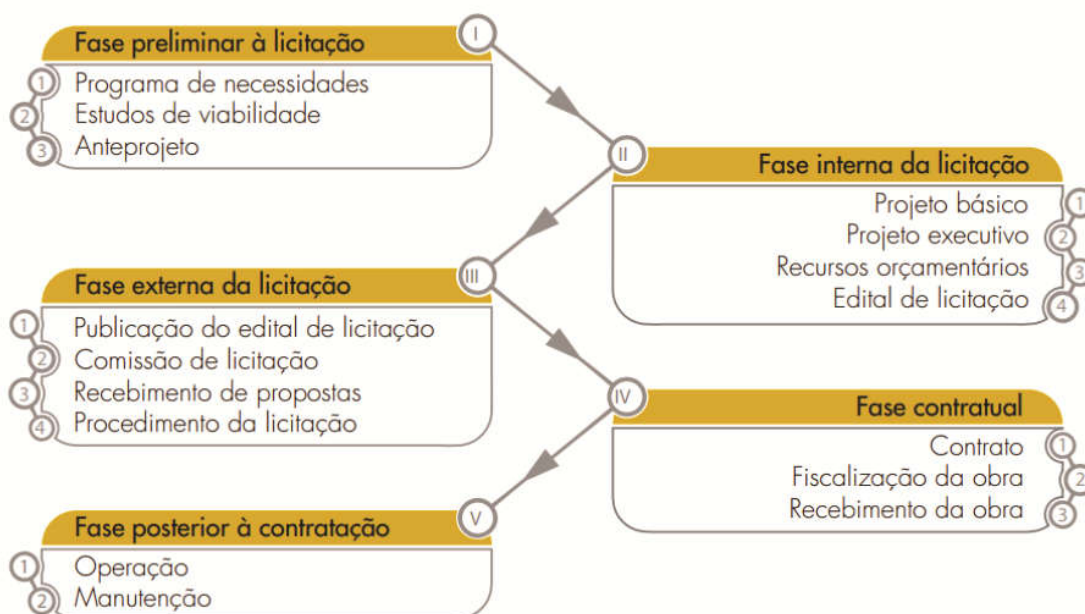 Fase preliminar à licitação
I
1 Programa de necessidades
2 Estudos de viabilidade
3 Anteprojeto
II
Fase interna da licitação
Projeto básico 1
Projeto executivo 2
Recursos orçamentários 3
Edital de licitação 4
Fase externa da licitação
III
1 Publicação do edital de licitação
2 Comissão de licitação
3 Recebimento de propostas
4 Procedimento da licitação
IV
Fase contratual
Contrato 1
Fiscalização da obra 2
Recebimento da obra 3
Fase posterior à contratação
V
1 Operação
2 Manutenção